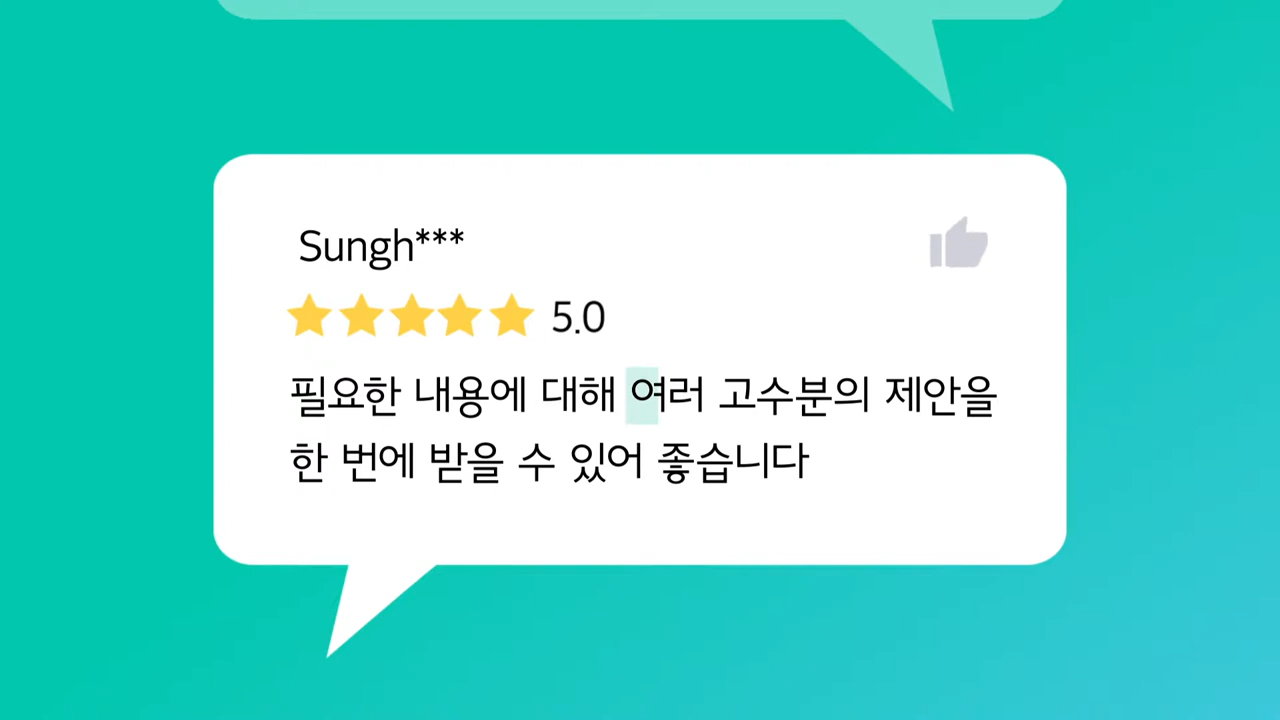 Sungh***
5.0
필요한 내용에 대해 여러 고수분의 제안을
한 번에 받을 수 있어 좋습니다